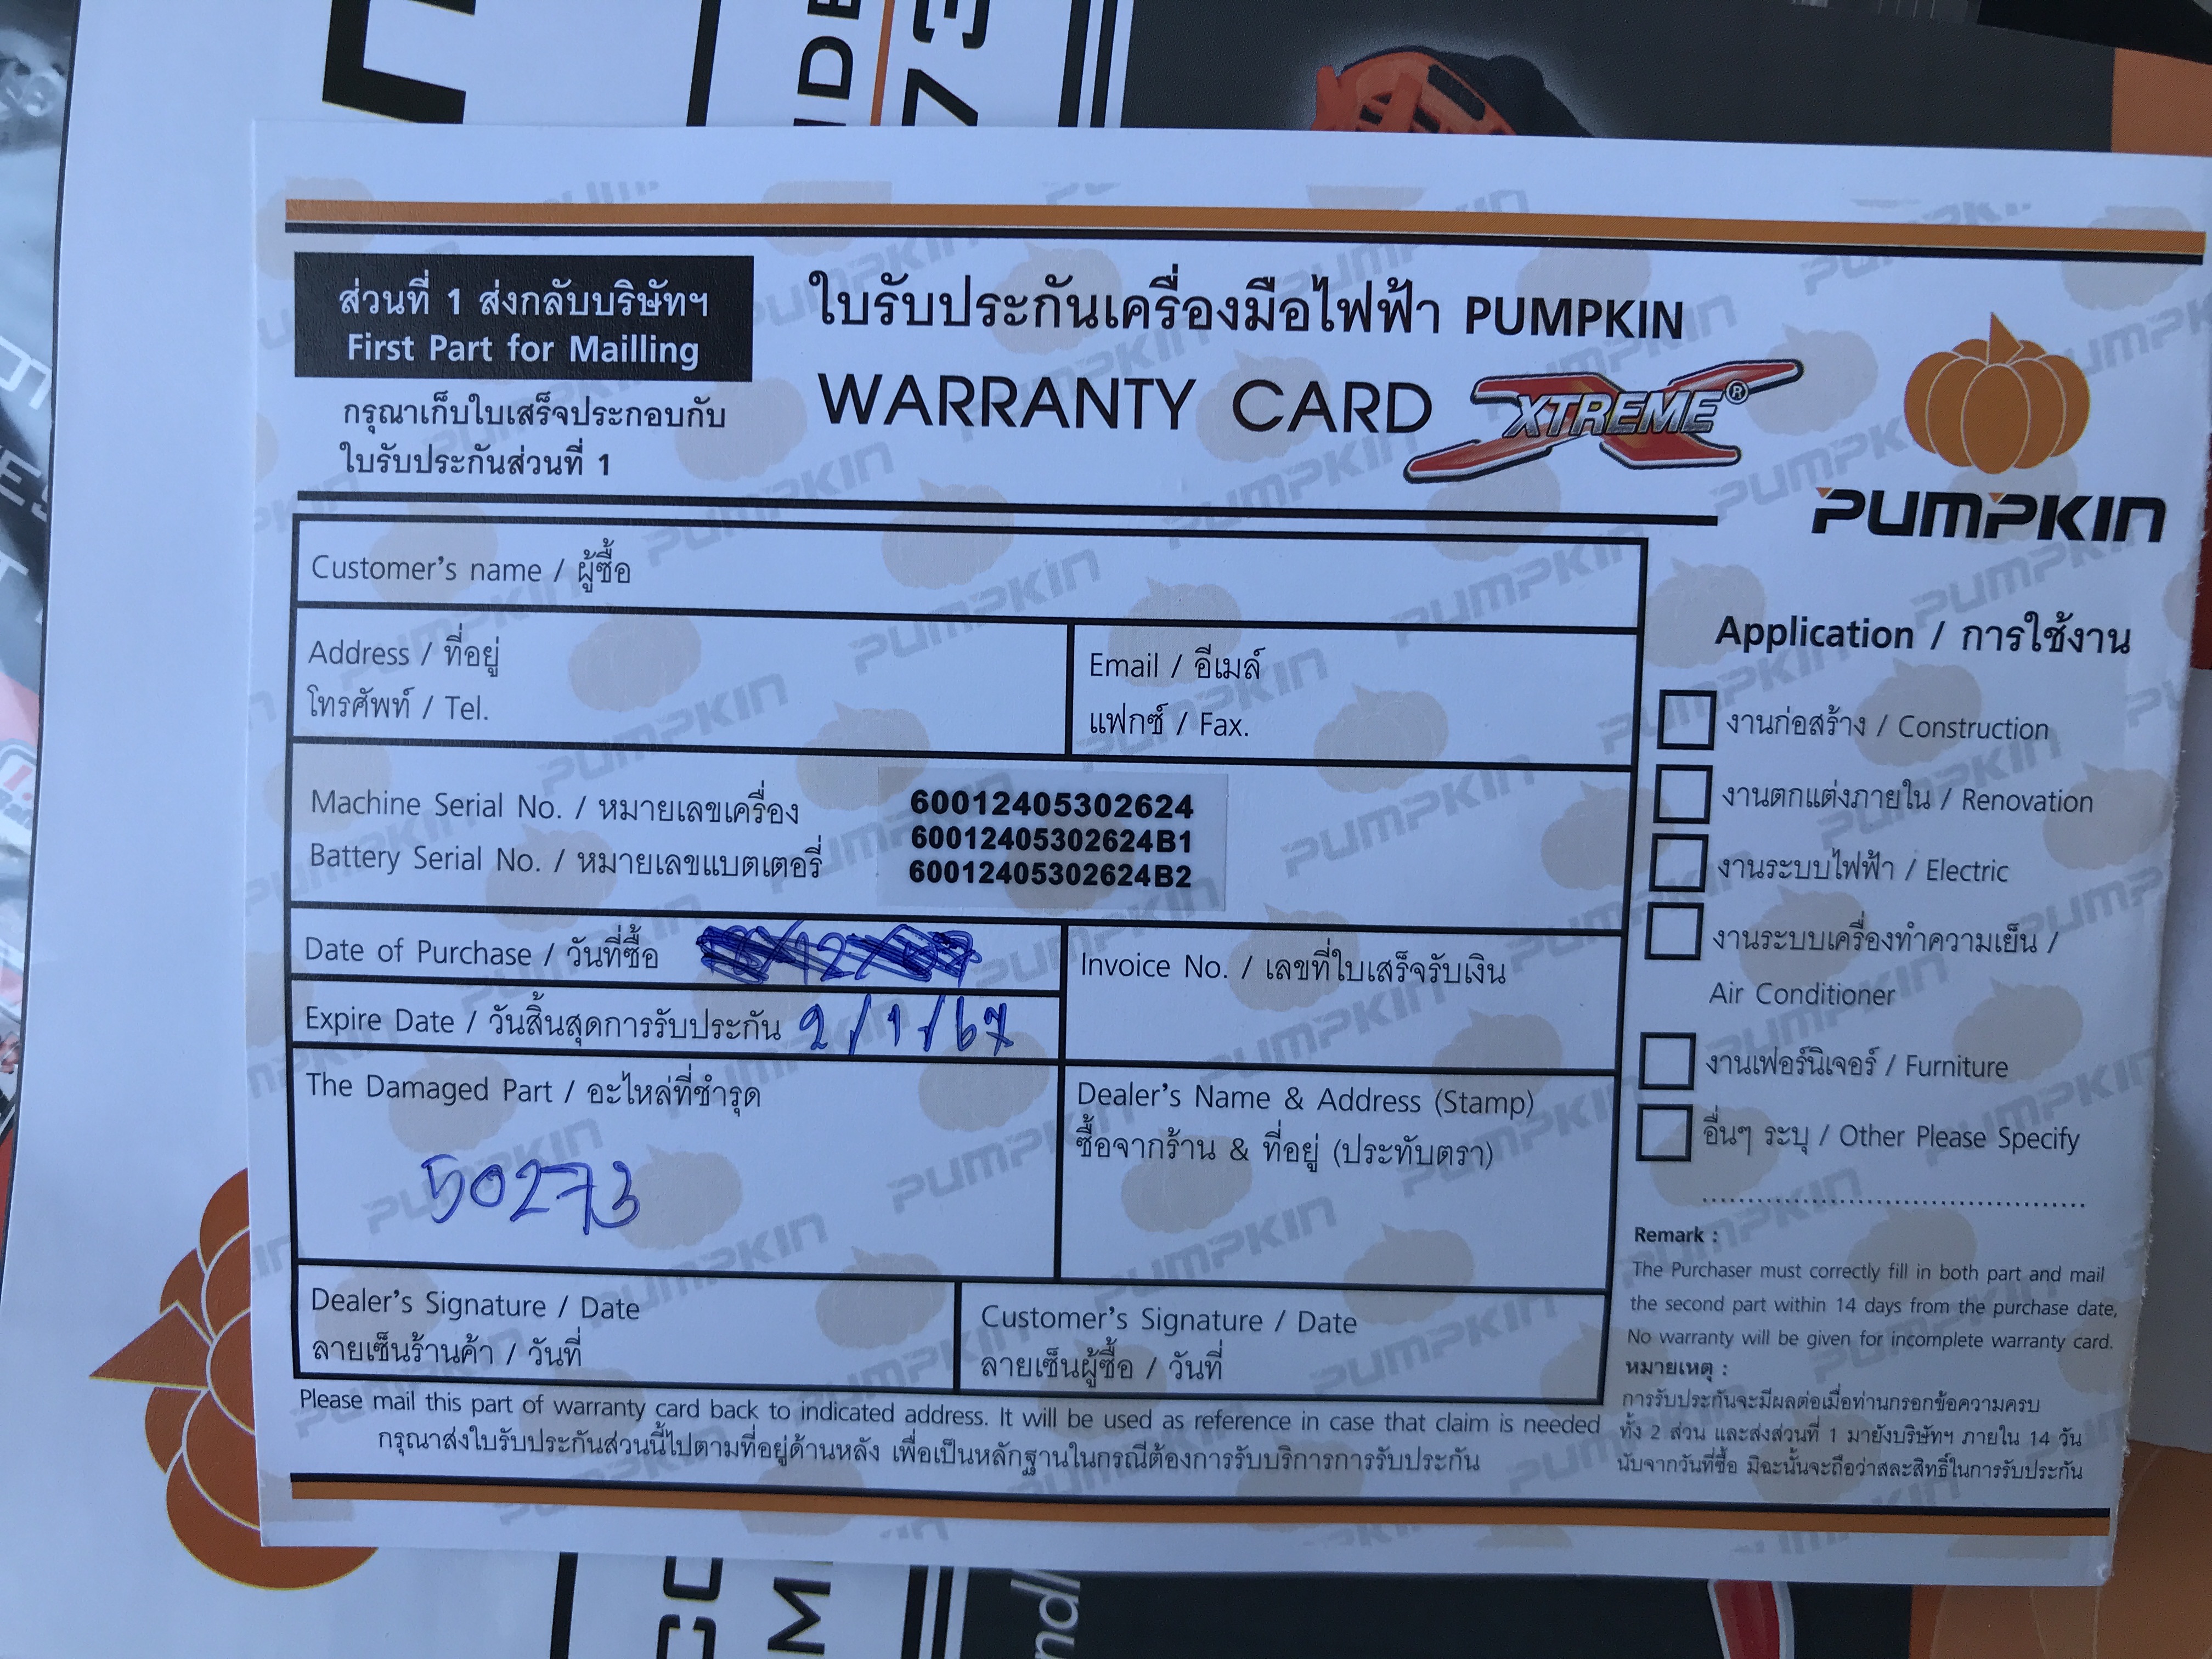 ส่วนที่ 1 ส่งกลับบริษัทฯ
First Part for Mailling
กรุณาเก็บใบเสร็จประกอบกับ
ใบรับประกันส่วนที่ 1
ใบรับประกันเครื่องมือไฟฟ้า PUMPKIN
WARRANTY CARD XTREME®
PUMPKIN
Customer's name / ผู้ซื้อ
Address / ที่อยู่
โทรศัพท์ / Tel.
Email / อีเมล์
แฟกซ์ / Fax.
Machine Serial No. / หมายเลขเครื่อง 60012405302624
60012405302624B1
Battery Serial No. / หมายเลขแบตเตอรี่ 60012405302624B2
Date of Purchase / วันที่ซื้อ
Expire Date / วันสิ้นสุดการรับประกัน 2/1/67
Invoice No. / เลขที่ใบเสร็จรับเงิน
The Damaged Part / อะไหล่ที่ชำรุด
50273
Dealer's Name & Address (Stamp)
ซื้อจากร้าน & ที่อยู่ (ประทับตรา)
Dealer's Signature / Date
ลายเซ็นร้านค้า / วันที่
Customer's Signature / Date
ลายเซ็นผู้ซื้อ / วันที่
Please mail this part of warranty card back to indicated address. It will be used as reference in case that claim is needed
กรุณาส่งใบรับประกันส่วนนี้ไปตามที่อยู่ด้านหลัง เพื่อเป็นหลักฐานในกรณีต้องการรับบริการการรับประกัน
Application / การใช้งาน
งานก่อสร้าง / Construction
งานตกแต่งภายใน / Renovation
งานระบบไฟฟ้า / Electric
งานระบบเครื่องทำความเย็น /
Air Conditioner
งานเฟอร์นิเจอร์ / Furniture
อื่นๆ ระบุ / Other Please Specify
Remark :
The Purchaser must correctly fill in both part and mail
the second part within 14 days from the purchase date,
No warranty will be given for incomplete warranty card.
หมายเหตุ :
การรับประกันจะมีผลต่อเมื่อท่านกรอกข้อความครบ
ทั้ง 2 ส่วน และส่งส่วนที่ 1 มายังบริษัทฯ ภายใน 14 วัน
นับจากวันที่ซื้อ มิฉะนั้นจะถือว่าสละสิทธิ์ในการรับประกัน